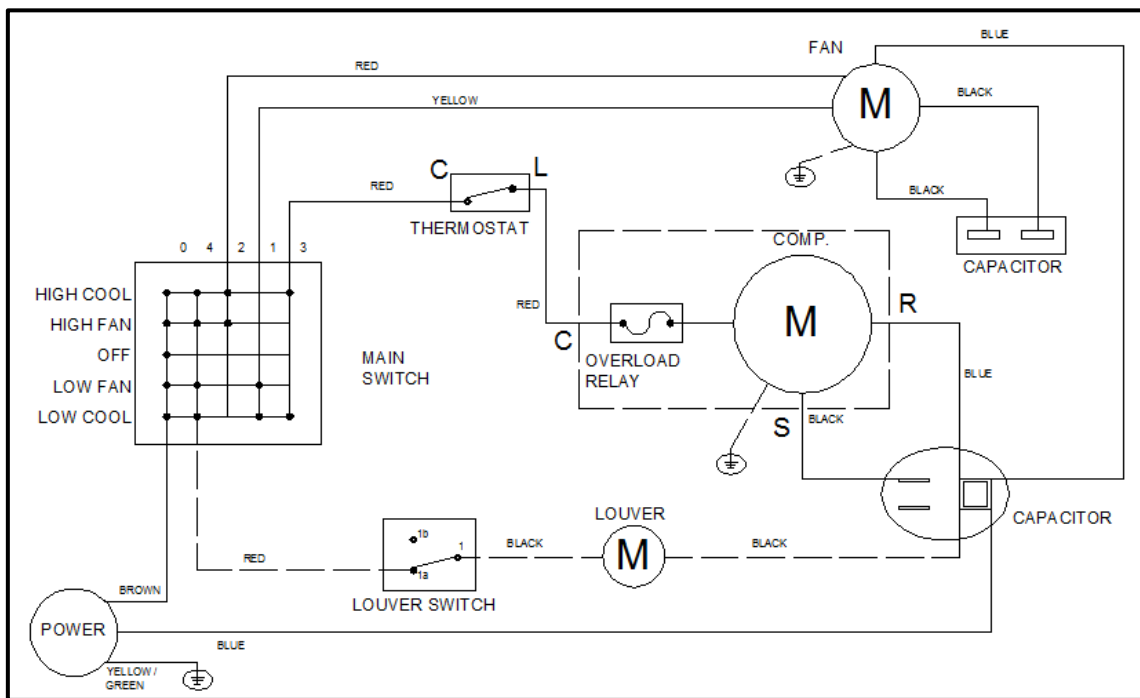 BLUE
FAN
RED
M
BLACK
YELLOW
C
L
RED
BLACK
THERMOSTAT
COMP.
CAPACITOR
0 4 2 1 3
HIGH COOL
HIGH FAN
OFF
LOW FAN
LOW COOL
MAIN
SWITCH
RED
C
OVERLOAD
RELAY
M
R
BLUE
S
BLACK
CAPACITOR
LOUVER
1b
1
1a
RED
BLACK
M
BLACK
LOUVER SWITCH
BROWN
POWER
BLUE
YELLOW /
GREEN